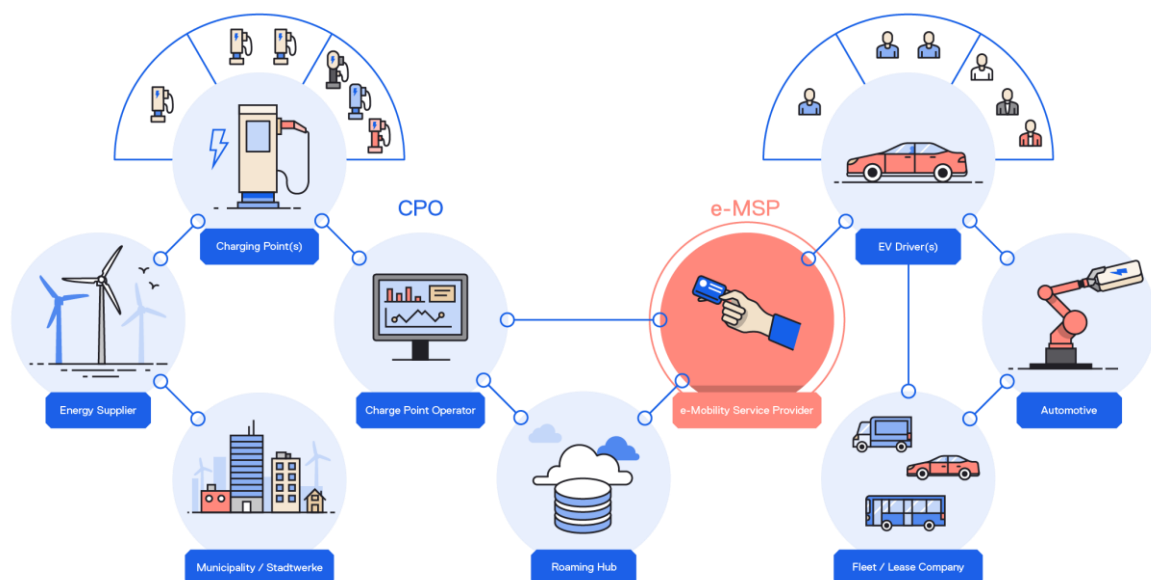 CPO
e-MSP
Charging Point(s)
EV Driver(s)
Energy Supplier
Charge Point Operator
e-Mobility Service Provider
Automotive
Municipality / Stadtwerke
Roaming Hub
Fleet / Lease Company